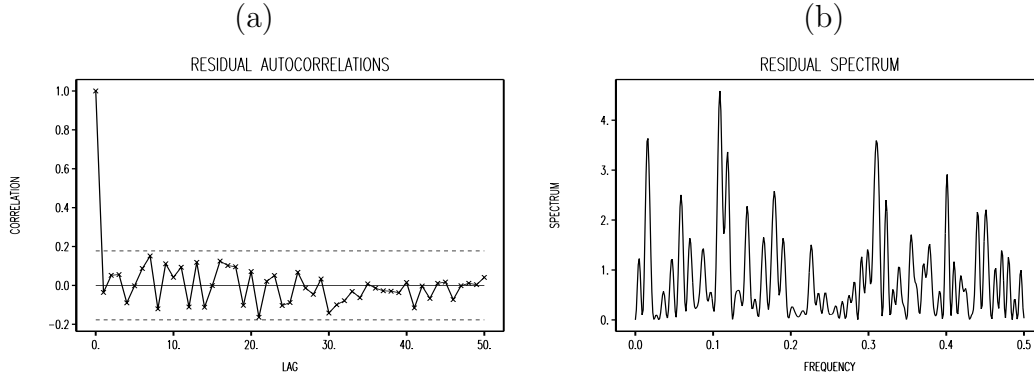 (a)
RESIDUAL AUTOCORRELATIONS
CORRELATION
1.0
0.8
0.6
0.4
0.2
0.0
-0.2
0. 10. 20. 30. 40. 50.
LAG
(b)
RESIDUAL SPECTRUM
SPECTRUM
4.
3.
2.
1.
0.
0.0 0.1 0.2 0.3 0.4 0.5
FREQUENCY